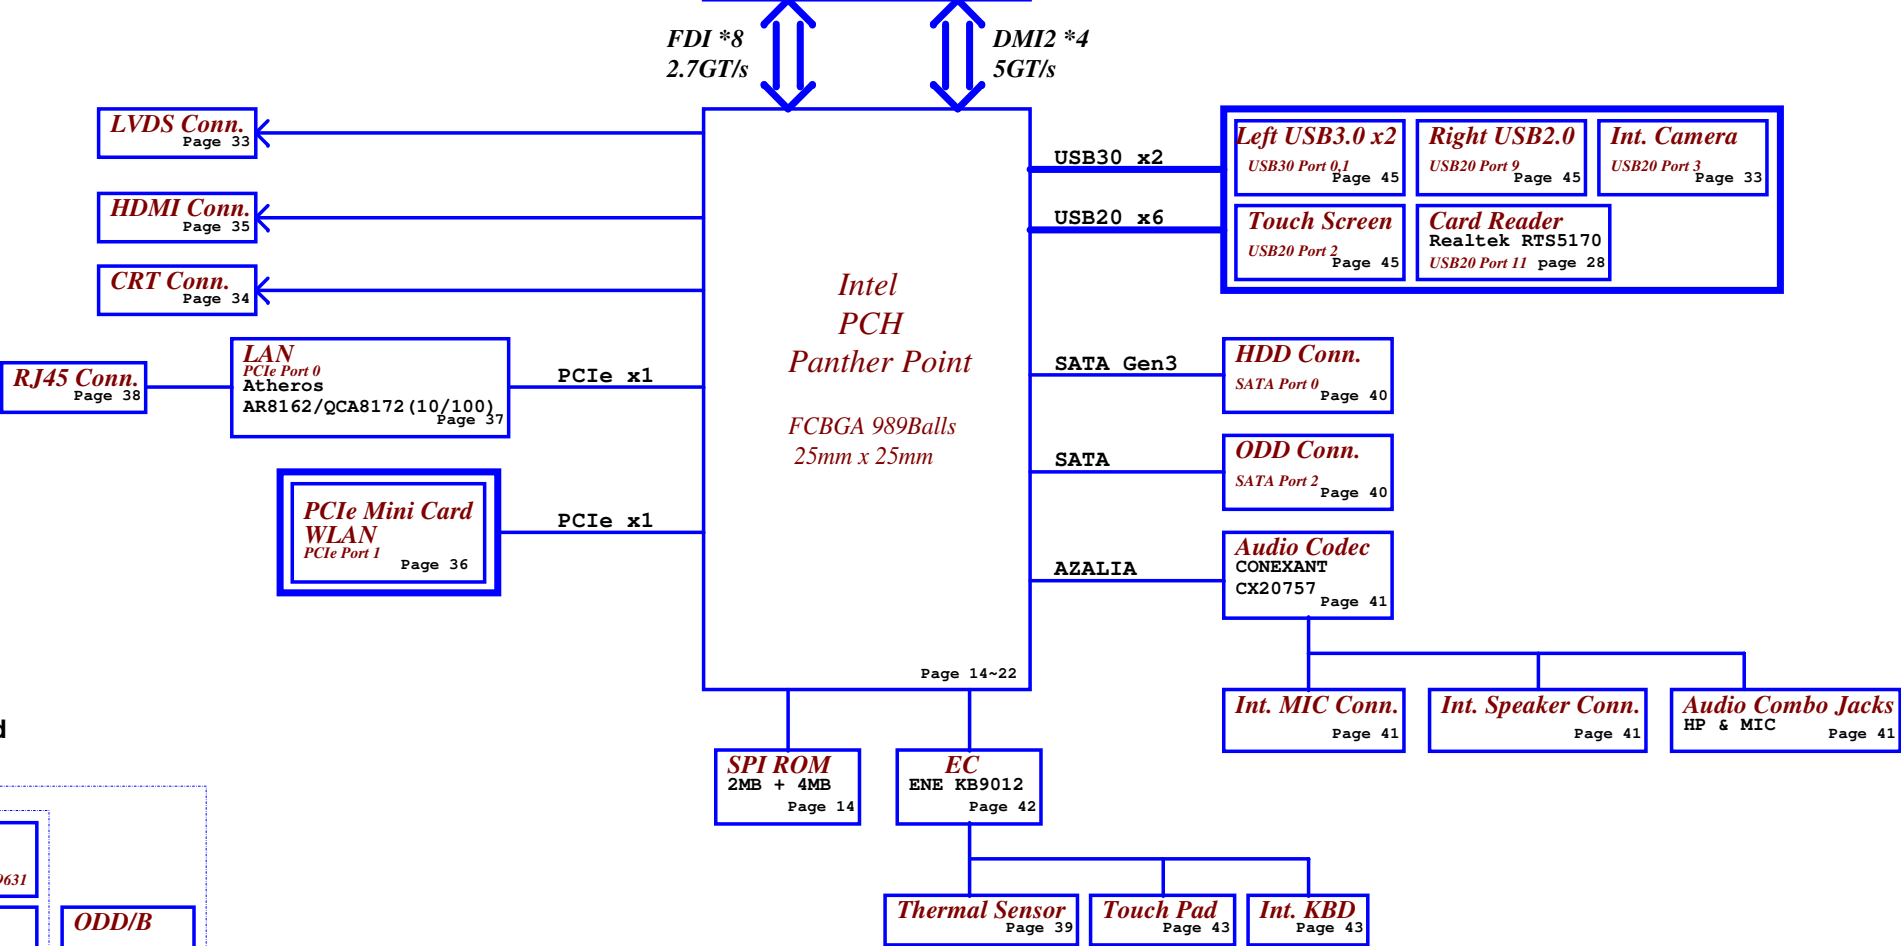 FDI *8
2.7GT/s
DMI2 *4
5GT/s
LVDS Conn.
Page 33
HDMI Conn.
Page 35
CRT Conn.
Page 34
RJ45 Conn.
Page 38
LAN
PCIe Port 0
Atheros
AR8162/QCA8172(10/100)
Page 37
PCIe x1
PCIe Mini Card
WLAN
PCIe Port 1
Page 36
PCIe x1
Intel
PCH
Panther Point
FCBGA 989Balls
25mm x 25mm
Page 14~22
USB30 x2
USB20 x6
Left USB3.0 x2
USB30 Port 0,1
Page 45
Right USB2.0
USB20 Port 9
Page 45
Int. Camera
USB20 Port 3
Page 33
Touch Screen
USB20 Port 2
Page 45
Card Reader
Realtek RTS5170
USB20 Port 11 page 28
SATA Gen3
HDD Conn.
SATA Port 0
Page 40
SATA
ODD Conn.
SATA Port 2
Page 40
AZALIA
Audio Codec
CONEXANT
CX20757
Page 41
Int. MIC Conn.
Page 41
Int. Speaker Conn.
Page 41
Audio Combo Jacks
HP & MIC
Page 41
SPI ROM
2MB + 4MB
Page 14
EC
ENE KB9012
Page 42
Thermal Sensor
Page 39
Touch Pad
Page 43
Int. KBD
Page 43
9631
ODD/B